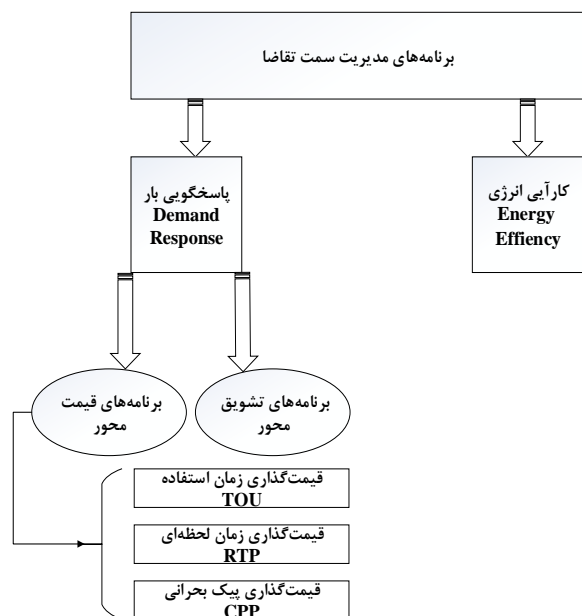 برنامه‌های مدیریت سمت تقاضا
پاسخگویی بار
Demand
Response
کارآیی انرژی
Energy
Effiency
برنامه‌های قیمت
محور
برنامه‌های تشویق
محور
قیمت‌گذاری زمان استفاده
TOU
قیمت‌گذاری زمان لحظه‌ای
RTP
قیمت‌گذاری پیک بحرانی
CPP